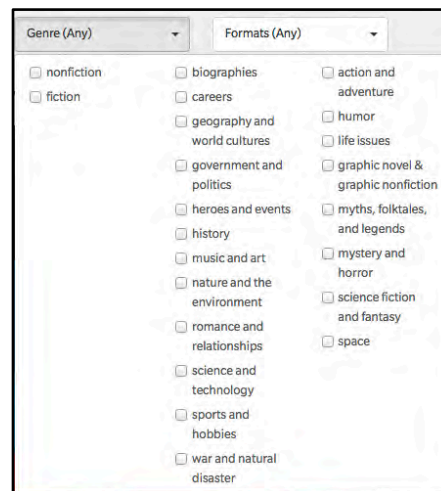 Genre (Any)
Formats (Any)
nonfiction
fiction
biographies
careers
geography and
world cultures
government and
politics
heroes and events
history
music and art
nature and the
environment
romance and
relationships
science and
technology
sports and
hobbies
war and natural
disaster
action and
adventure
humor
life issues
graphic novel &
graphic nonfiction
myths, folktales,
and legends
mystery and
horror
science fiction
and fantasy
space